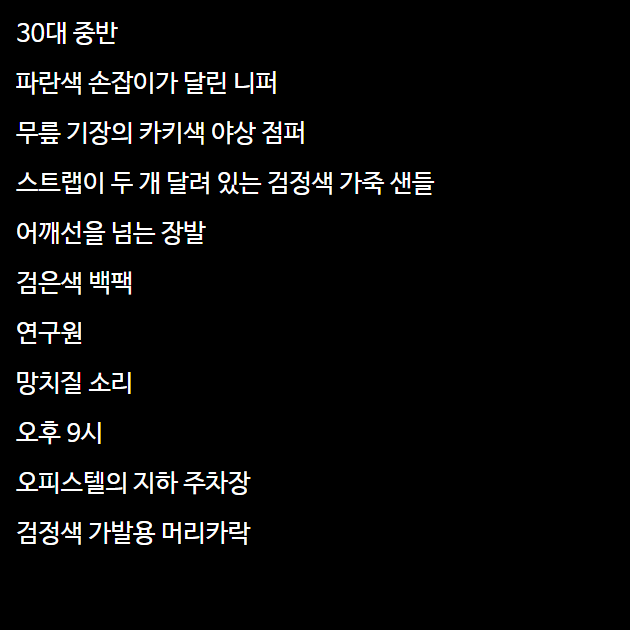 30대 중반
파란색 손잡이가 달린 니퍼
무릎 기장의 카키색 야상 점퍼
스트랩이 두 개 달려 있는 검정색 가죽 샌들
어깨선을 넘는 장발
검은색 백팩
연구원
망치질 소리
오후 9시
오피스텔의 지하 주차장
검정색 가발용 머리카락